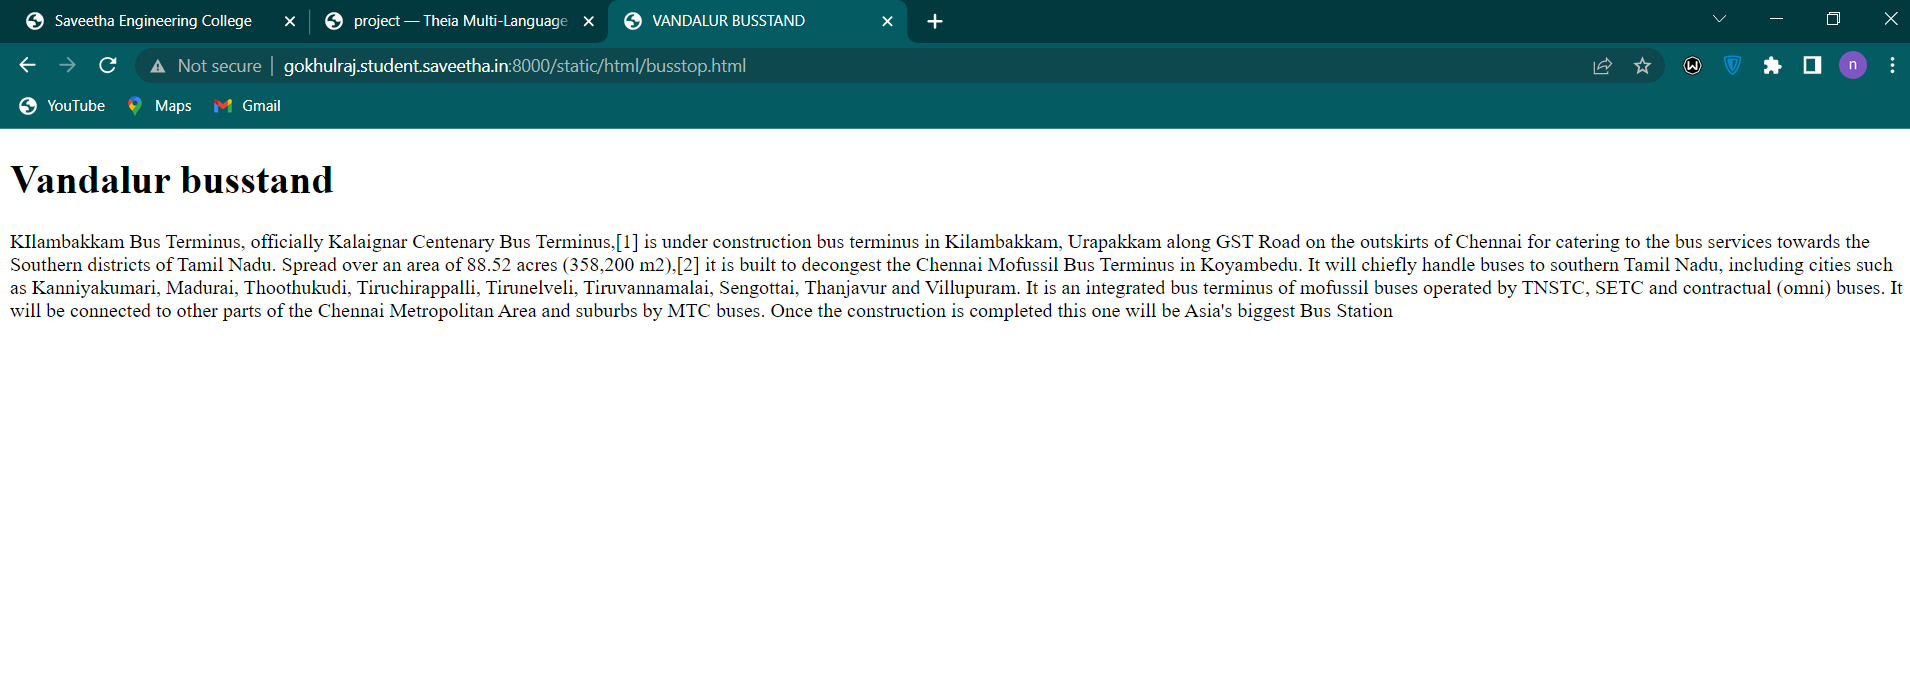 Saveetha Engineering College
project — Theia Multi-Language
VANDALUR BUSSTAND
Not secure
gokhulraj.student.saveetha.in:8000/static/html/busstop.html
n
YouTube
Maps
Gmail
Vandalur busstand
KIlambakkam Bus Terminus, officially Kalaignar Centenary Bus Terminus,[1] is under construction bus terminus in Kilambakkam, Urapakkam along GST Road on the outskirts of Chennai for catering to the bus services towards the
Southern districts of Tamil Nadu. Spread over an area of 88.52 acres (358,200 m2),[2] it is built to decongest the Chennai Mofussil Bus Terminus in Koyambedu. It will chiefly handle buses to southern Tamil Nadu, including cities such
as Kanniyakumari, Madurai, Thoothukudi, Tiruchirappalli, Tirunelveli, Tiruvannamalai, Sengottai, Thanjavur and Villupuram. It is an integrated bus terminus of mofussil buses operated by TNSTC, SETC and contractual (omni) buses. It
will be connected to other parts of the Chennai Metropolitan Area and suburbs by MTC buses. Once the construction is completed this one will be Asia's biggest Bus Station